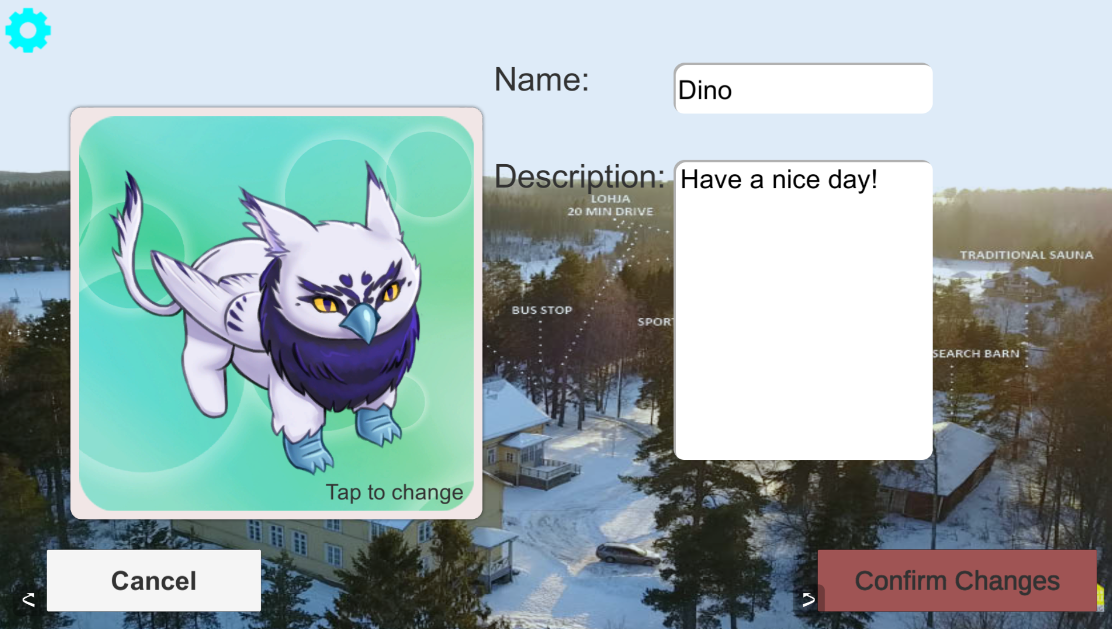 Name:
Dino
Description:
Have a nice day!
LOHJA
20 MIN DRIVE
TRADITIONAL SAUNA
BUS STOP
SPORT
SEARCH BARN
Tap to change
Cancel
Confirm Changes
<
>